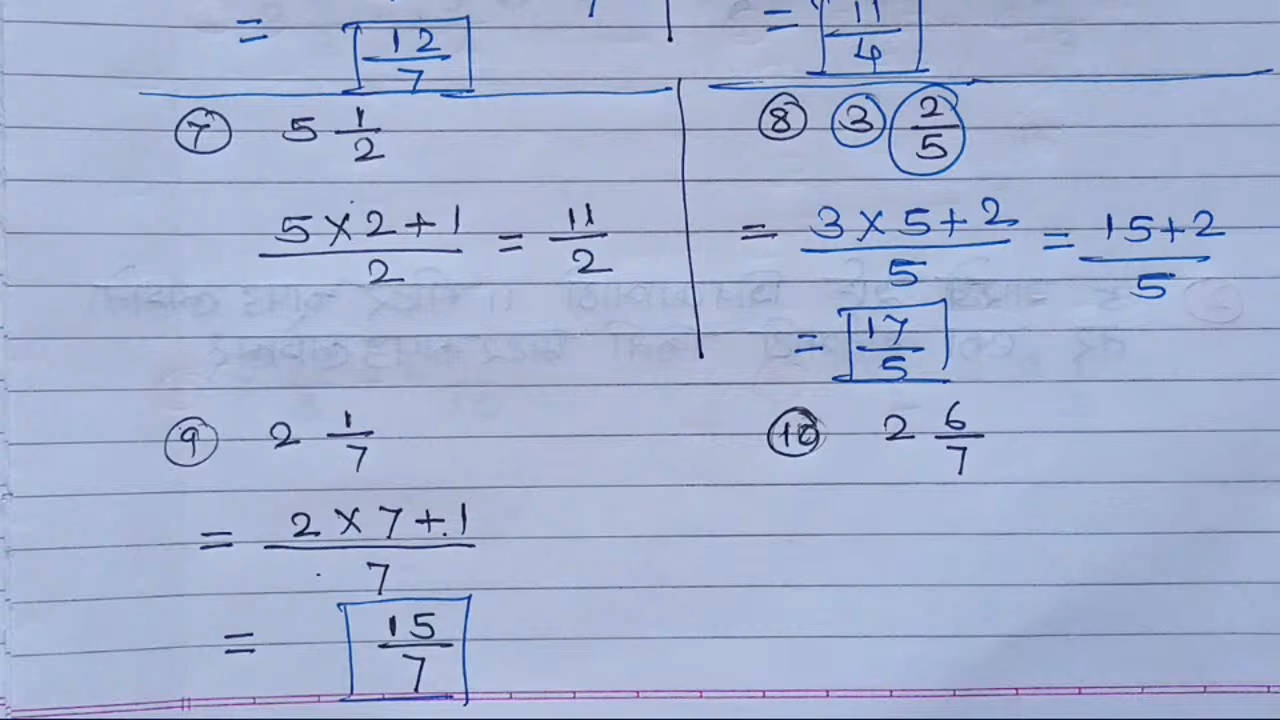 = 12/7
= 11/4
⑦ 5 1/2
(5 × 2 + 1)/2 = 11/2
⑧ 3 2/5
= (3 × 5 + 2)/5 = (15 + 2)/5
= 17/5
⑨ 2 1/7
= (2 × 7 + 1)/7
= 15/7
⑩ 2 6/7